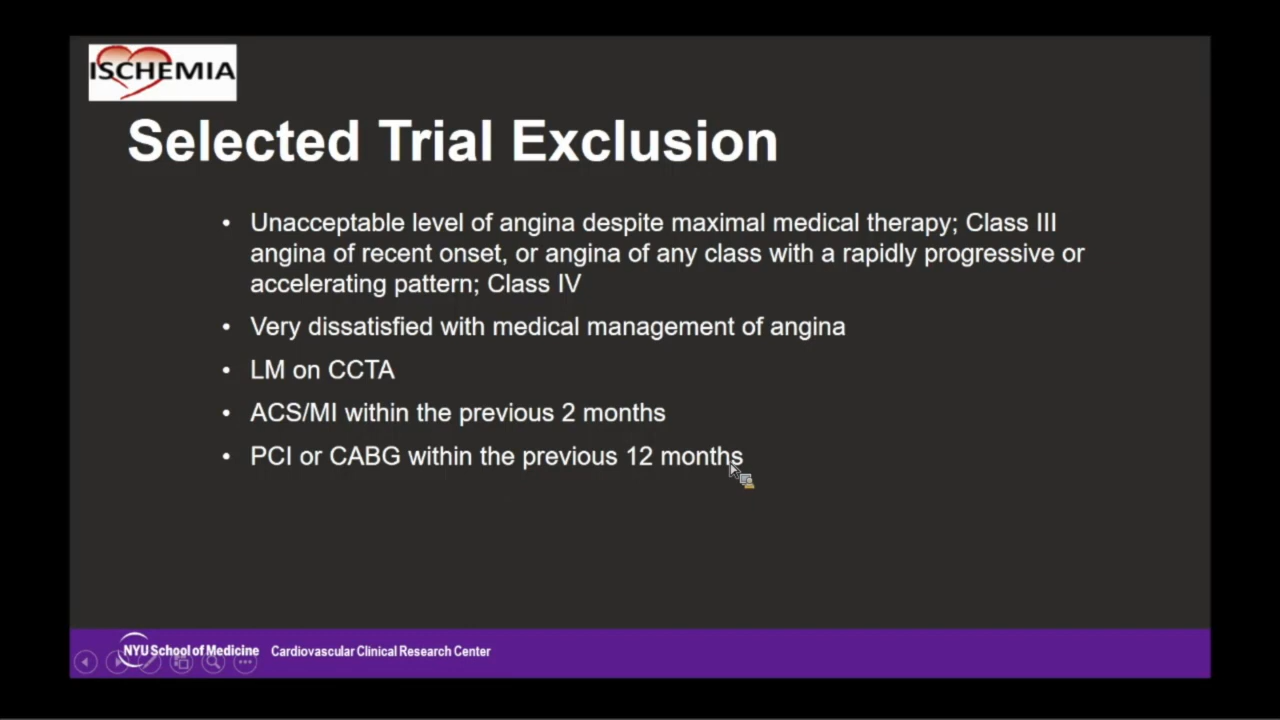 ISCHEMIA
Selected Trial Exclusion
• Unacceptable level of angina despite maximal medical therapy; Class III
angina of recent onset, or angina of any class with a rapidly progressive or
accelerating pattern; Class IV
• Very dissatisfied with medical management of angina
• LM on CCTA
• ACS/MI within the previous 2 months
• PCI or CABG within the previous 12 months
NYU School of Medicine Cardiovascular Clinical Research Center